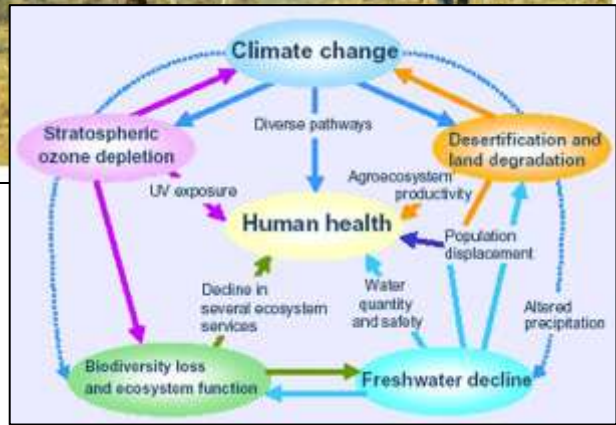 Climate change
Diverse pathways
Stratospheric
ozone depletion
Desertification and
land degradation
UV exposure
Agroecosystem
productivity
Human health
Population
displacement
Decline in
several ecosystem
services
Water
quantity
and safety
Altered
precipitation
Biodiversity loss
and ecosystem function
Freshwater decline